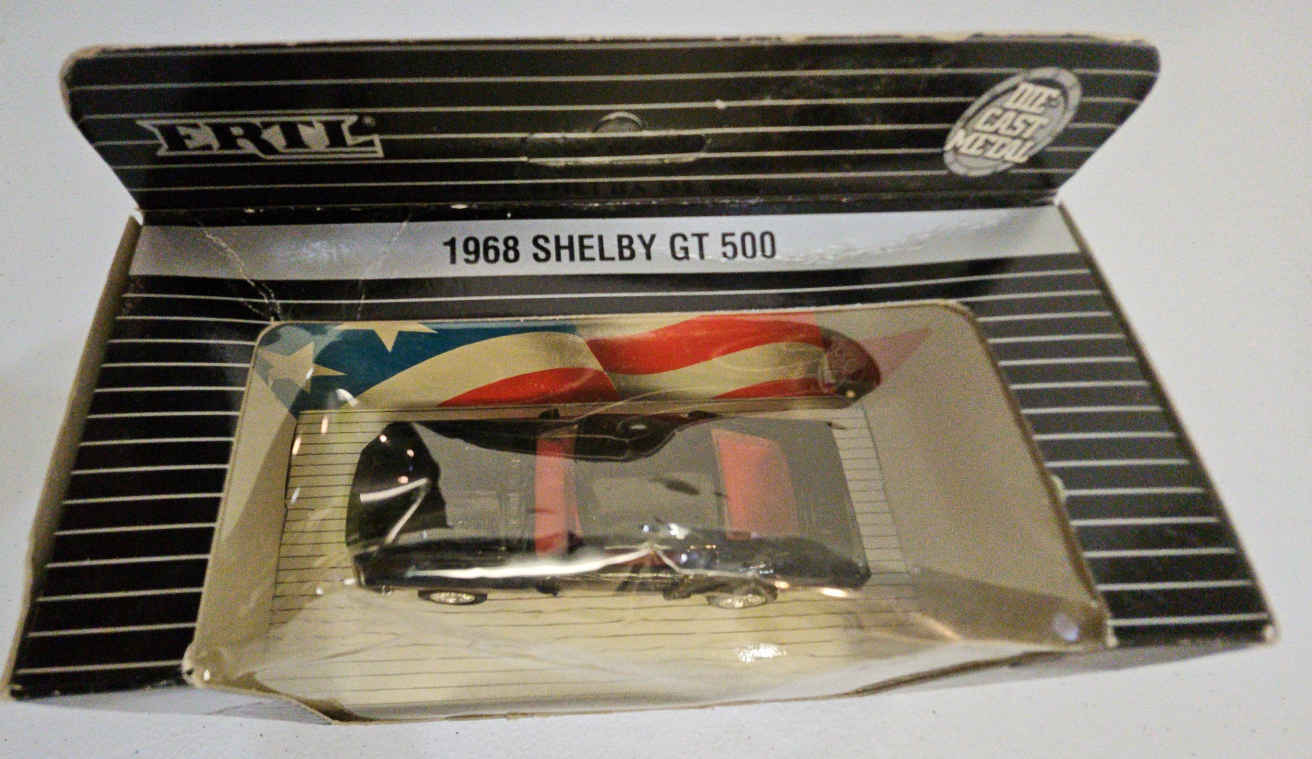 ERTL®
DIE
CAST
METAL
1968 SHELBY GT 500